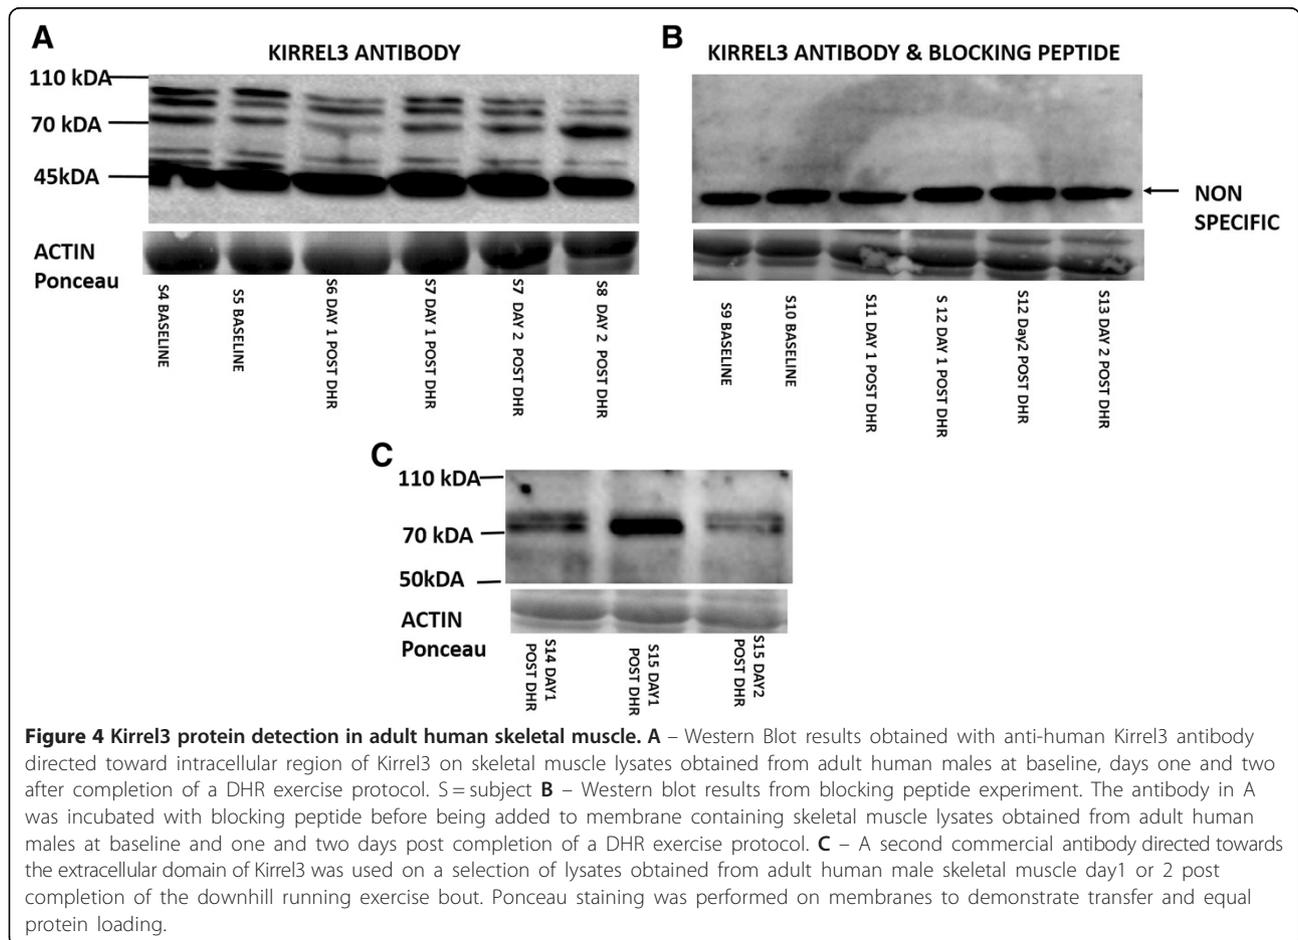 A
KIRREL3 ANTIBODY
110 kDA
70 kDA
45kDA
ACTIN
Ponceau
S4 BASELINE
S5 BASELINE
S6 DAY 1 POST DHR
S7 DAY 1 POST DHR
S7 DAY 2 POST DHR
S8 DAY 2 POST DHR
B
KIRREL3 ANTIBODY & BLOCKING PEPTIDE
NON
SPECIFIC
S9 BASELINE
S10 BASELINE
S11 DAY 1 POST DHR
S 12 DAY 1 POST DHR
S12 Day2 POST DHR
S13 DAY 2 POST DHR
C
110 kDA
70 kDA
50kDA
ACTIN
Ponceau
S14 DAY1
POST DHR
S15 DAY1
POST DHR
S15 DAY2
POST DHR
Figure 4 Kirrel3 protein detection in adult human skeletal muscle. A – Western Blot results obtained with anti-human Kirrel3 antibody
directed toward intracellular region of Kirrel3 on skeletal muscle lysates obtained from adult human males at baseline, days one and two
after completion of a DHR exercise protocol. S = subject B – Western blot results from blocking peptide experiment. The antibody in A
was incubated with blocking peptide before being added to membrane containing skeletal muscle lysates obtained from adult human
males at baseline and one and two days post completion of a DHR exercise protocol. C – A second commercial antibody directed towards
the extracellular domain of Kirrel3 was used on a selection of lysates obtained from adult human male skeletal muscle day1 or 2 post
completion of the downhill running exercise bout. Ponceau staining was performed on membranes to demonstrate transfer and equal
protein loading.